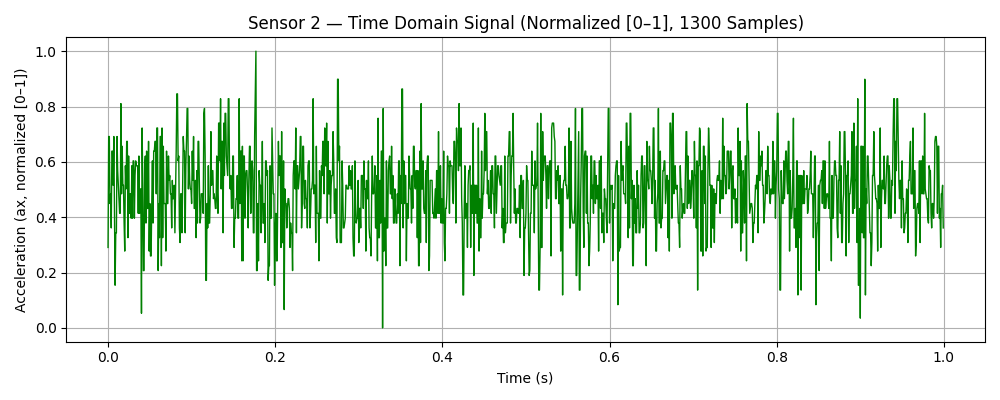 Sensor 2 — Time Domain Signal (Normalized [0–1], 1300 Samples)
Acceleration (ax, normalized [0–1])
1.0
0.8
0.6
0.4
0.2
0.0
0.0 0.2 0.4 0.6 0.8 1.0
Time (s)